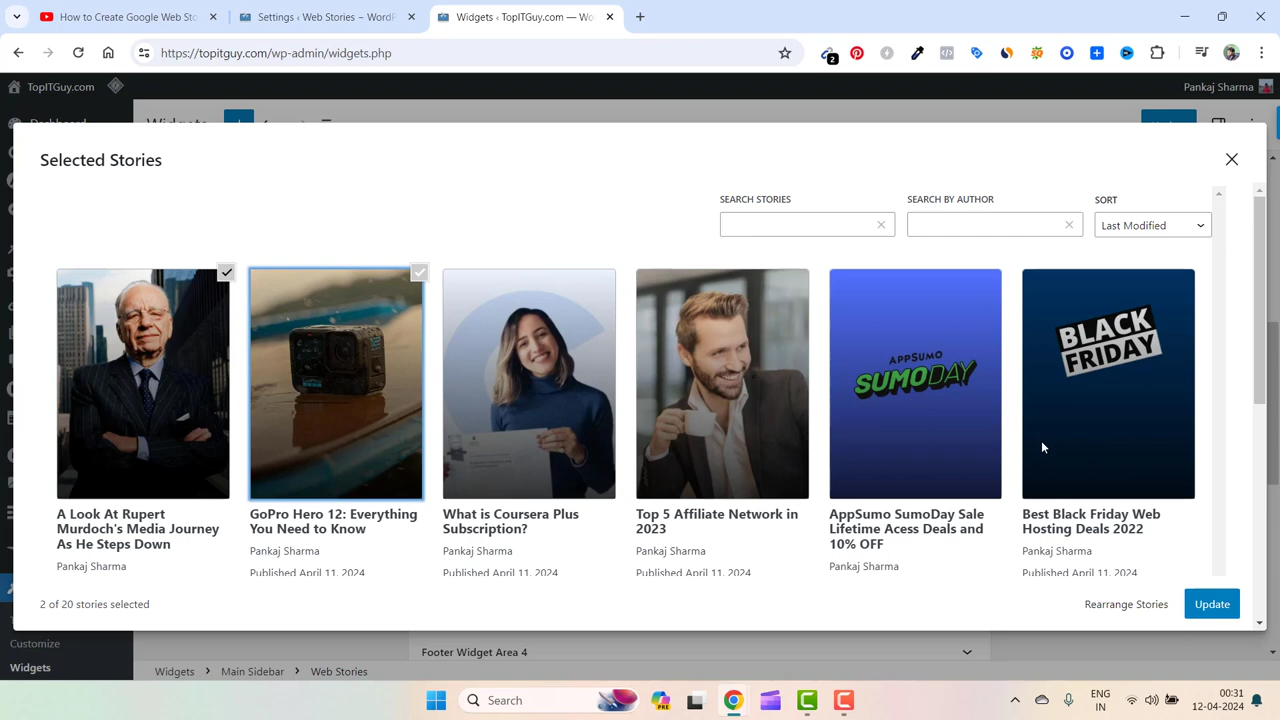 How to Create Google Web Sto
Settings ‹ Web Stories – WordP
Widgets ‹ TopITGuy.com — Wo
https://topitguy.com/wp-admin/widgets.php
2
TopITGuy.com
Pankaj Sharma
Selected Stories
SEARCH STORIES
SEARCH BY AUTHOR
SORT
Last Modified
APPSUMO
SUMODAY
BLACK
FRIDAY
A Look At Rupert
Murdoch's Media Journey
As He Steps Down
Pankaj Sharma
GoPro Hero 12: Everything
You Need to Know
Pankaj Sharma
Published April 11, 2024
What is Coursera Plus
Subscription?
Pankaj Sharma
Published April 11, 2024
Top 5 Affiliate Network in
2023
Pankaj Sharma
Published April 11, 2024
AppSumo SumoDay Sale
Lifetime Acess Deals and
10% OFF
Pankaj Sharma
Best Black Friday Web
Hosting Deals 2022
Pankaj Sharma
Published April 11, 2024
2 of 20 stories selected
Rearrange Stories
Update
Customize
Widgets
Footer Widget Area 4
Widgets > Main Sidebar > Web Stories
Search
PRE
ENG
IN
00:31
12-04-2024